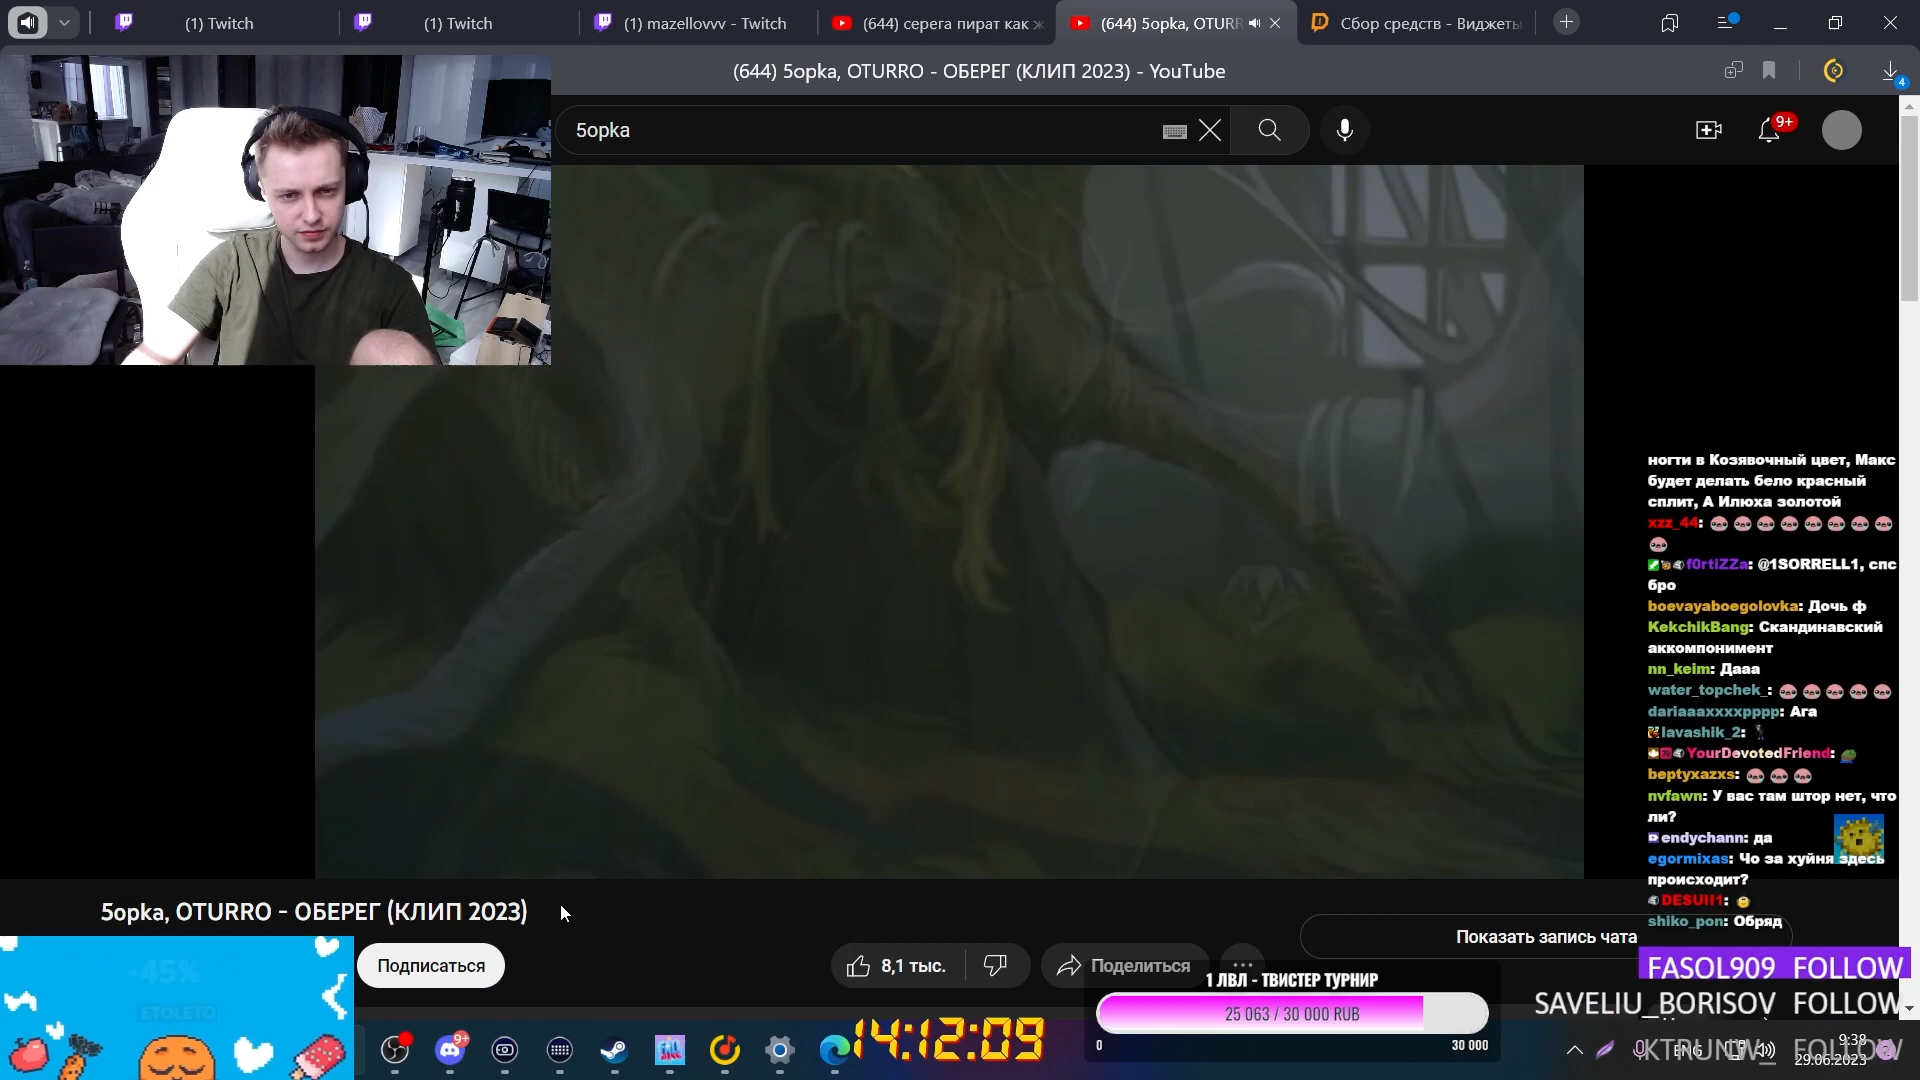 (1) Twitch
(1) Twitch
(1) mazellovvv - Twitch
(644) серега пират как ж
(644) 5opka, OTURR
Сбор средств - Виджеты
(644) 5opka, OTURRO - ОБЕРЕГ (КЛИП 2023) - YouTube
4
5opka
9+
ногти в Козявочный цвет, Макс
будет делать бело красный
сплит, А Илюха золотой
xzz_44:
f0rtiZZa: @1SORRELL1, спс
бро
boevayaboegolovka: Дочь ф
KekchikBang: Скандинавский
аккомпонимент
nn_keim: Дааа
water_topchek_:
dariaaaxxxxpppp: Ага
lavashik_2:
YourDevotedFriend:
beptyxazxs:
nvfawn: У вас там штор нет, что
ли?
endychann: да
egormixas: Чо за хуйня здесь
происходит?
DESUII1:
shiko_pon: Обряд
5opka, OTURRO - ОБЕРЕГ (КЛИП 2023)
Показать запись чата
Подписаться
8,1 тыс.
Поделиться
-45%
ETOLETO
1 ЛВЛ - ТВИСТЕР ТУРНИР
25 063 / 30 000 RUB
0
30 000
FASOL909 FOLLOW
SAVELIU_BORISOV FOLLOW
FOLLOW
9+
14:12:09
ENG
9:38
29.06.2023